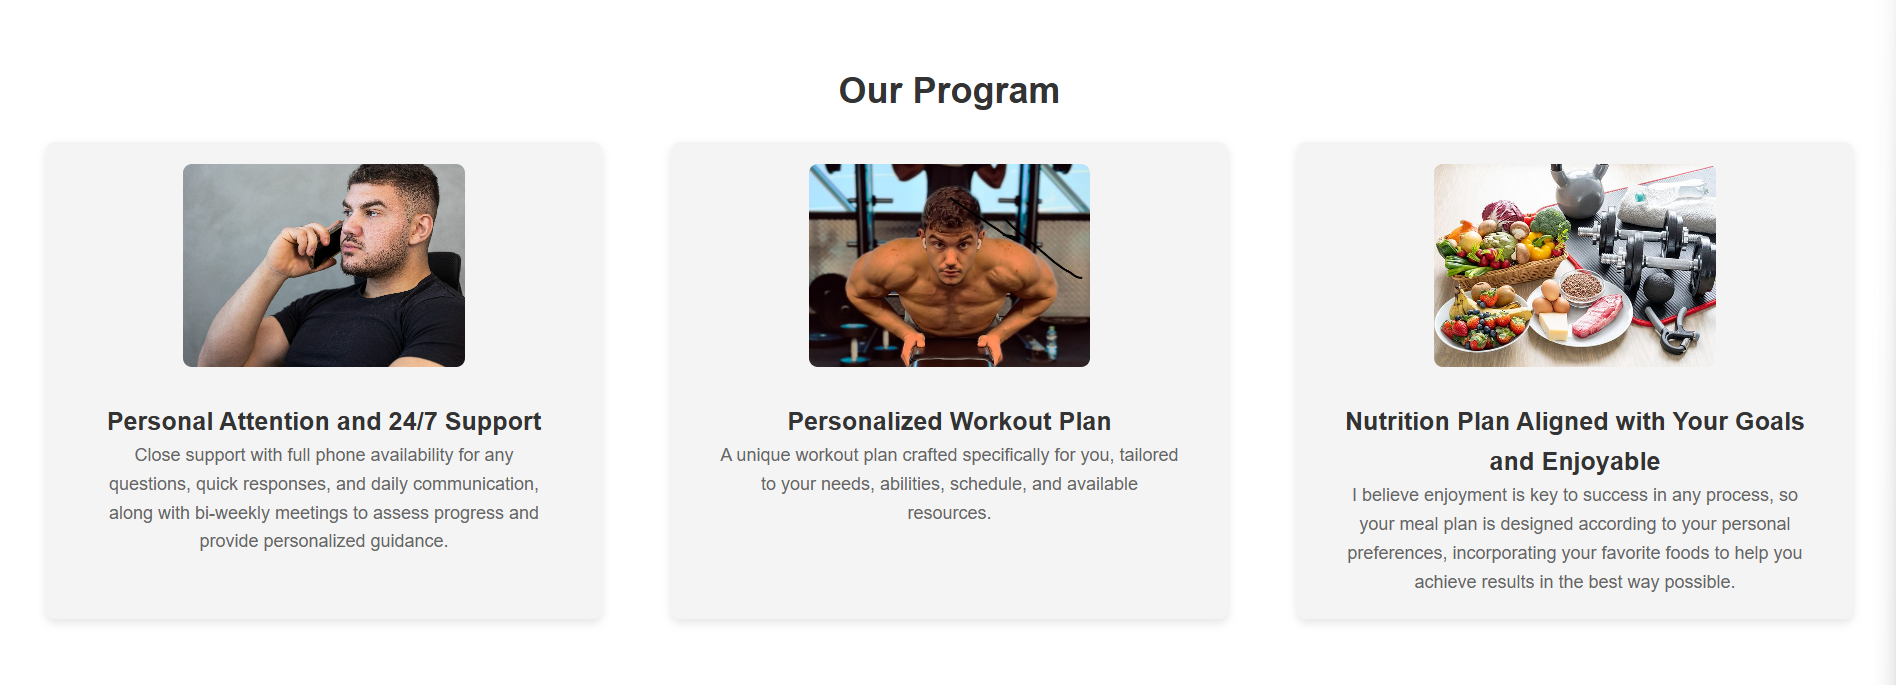 Our Program
Personal Attention and 24/7 Support
Close support with full phone availability for any
questions, quick responses, and daily communication,
along with bi-weekly meetings to assess progress and
provide personalized guidance.
Personalized Workout Plan
A unique workout plan crafted specifically for you, tailored
to your needs, abilities, schedule, and available
resources.
Nutrition Plan Aligned with Your Goals
and Enjoyable
I believe enjoyment is key to success in any process, so
your meal plan is designed according to your personal
preferences, incorporating your favorite foods to help you
achieve results in the best way possible.